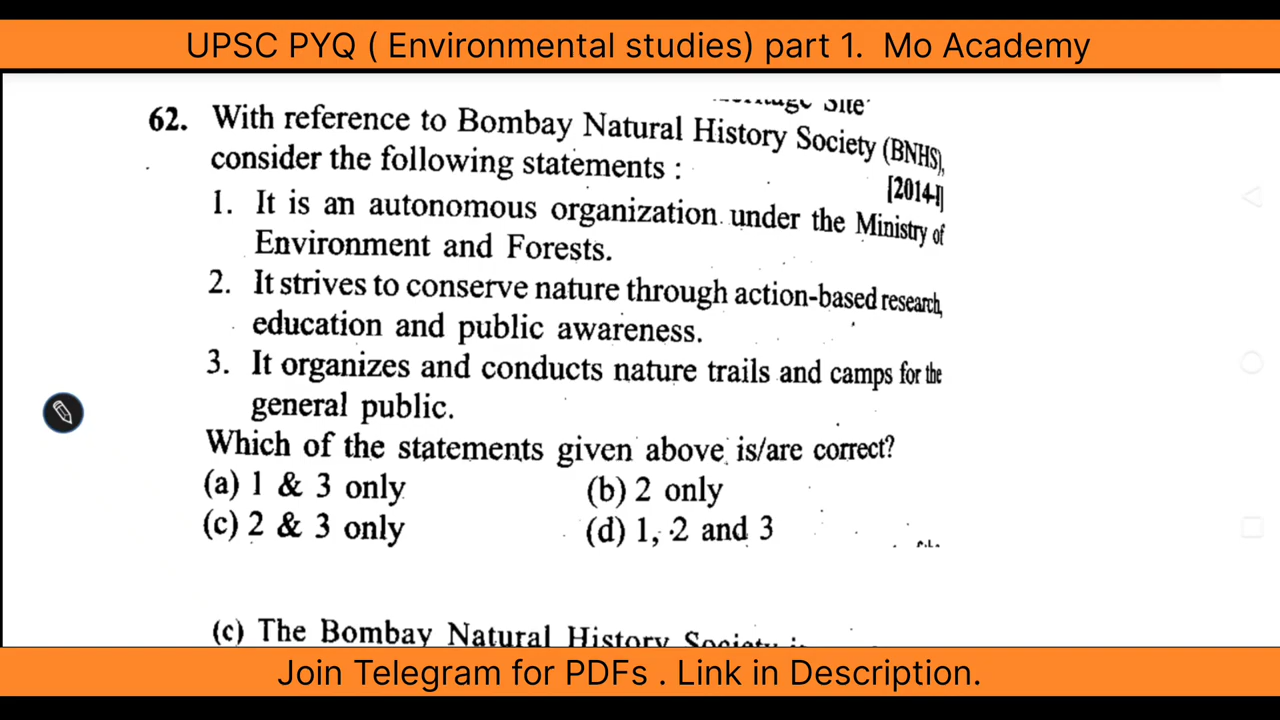 UPSC PYQ ( Environmental studies) part 1. Mo Academy
Site'
62. With reference to Bombay Natural History Society (BNHS),
consider the following statements :
[2014-I]
1. It is an autonomous organization under the Ministry of
Environment and Forests.
2. It strives to conserve nature through action-based research,
education and public awareness.
3. It organizes and conducts nature trails and camps for the
general public.
Which of the statements given above is/are correct?
(a) 1 & 3 only
(b) 2 only
(c) 2 & 3 only
(d) 1, 2 and 3
(c) The Bombay Natural History Society
Join Telegram for PDFs . Link in Description.